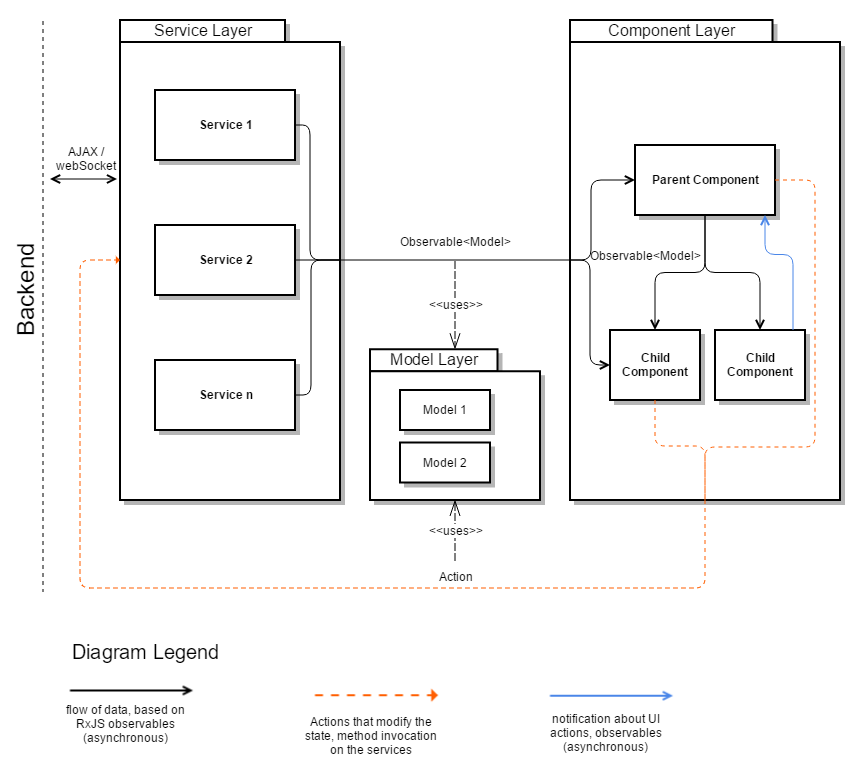 Service Layer
Component Layer
Service 1
AJAX /
webSocket
Parent Component
Backend
Service 2
Observable<Model>
Observable<Model>
<<uses>>
Model Layer
Child
Component
Child
Component
Service n
Model 1
Model 2
<<uses>>
Action
Diagram Legend
flow of data, based on
RxJS observables
(asynchronous)
Actions that modify the
state, method invocation
on the services
notification about UI
actions, observables
(asynchronous)